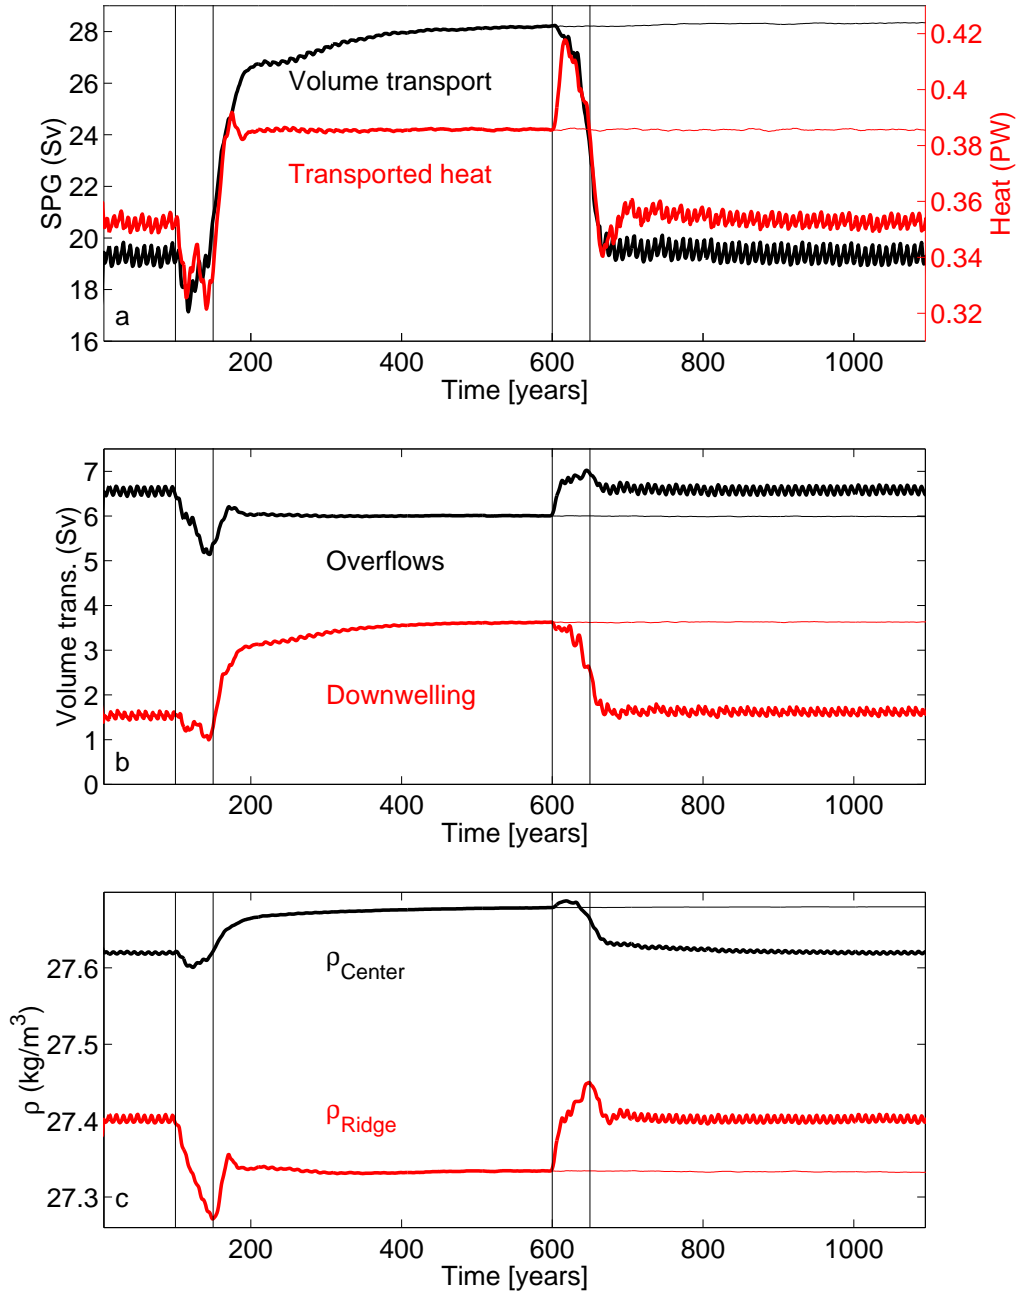 28
26
24
22
20
18
16
SPG (Sv)
0.42
0.4
0.38
0.36
0.34
0.32
Heat (PW)
Volume transport
Transported heat
a
200 400 600 800 1000
Time [years]
7
6
5
4
3
2
1
0
Volume trans. (Sv)
Overflows
Downwelling
b
200 400 600 800 1000
Time [years]
27.6
27.5
27.4
27.3
ρ (kg/m³)
ρCenter
ρRidge
c
200 400 600 800 1000
Time [years]